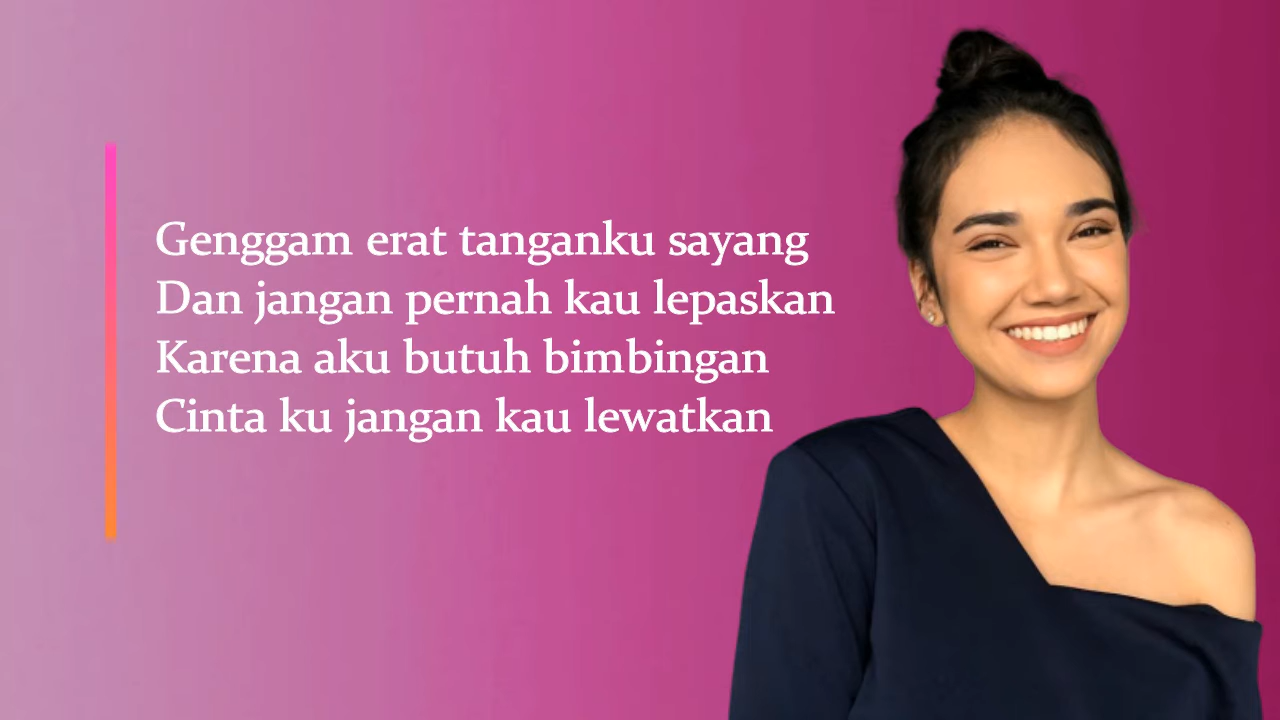 Genggam erat tanganku sayang
Dan jangan pernah kau lepaskan
Karena aku butuh bimbingan
Cinta ku jangan kau lewatkan